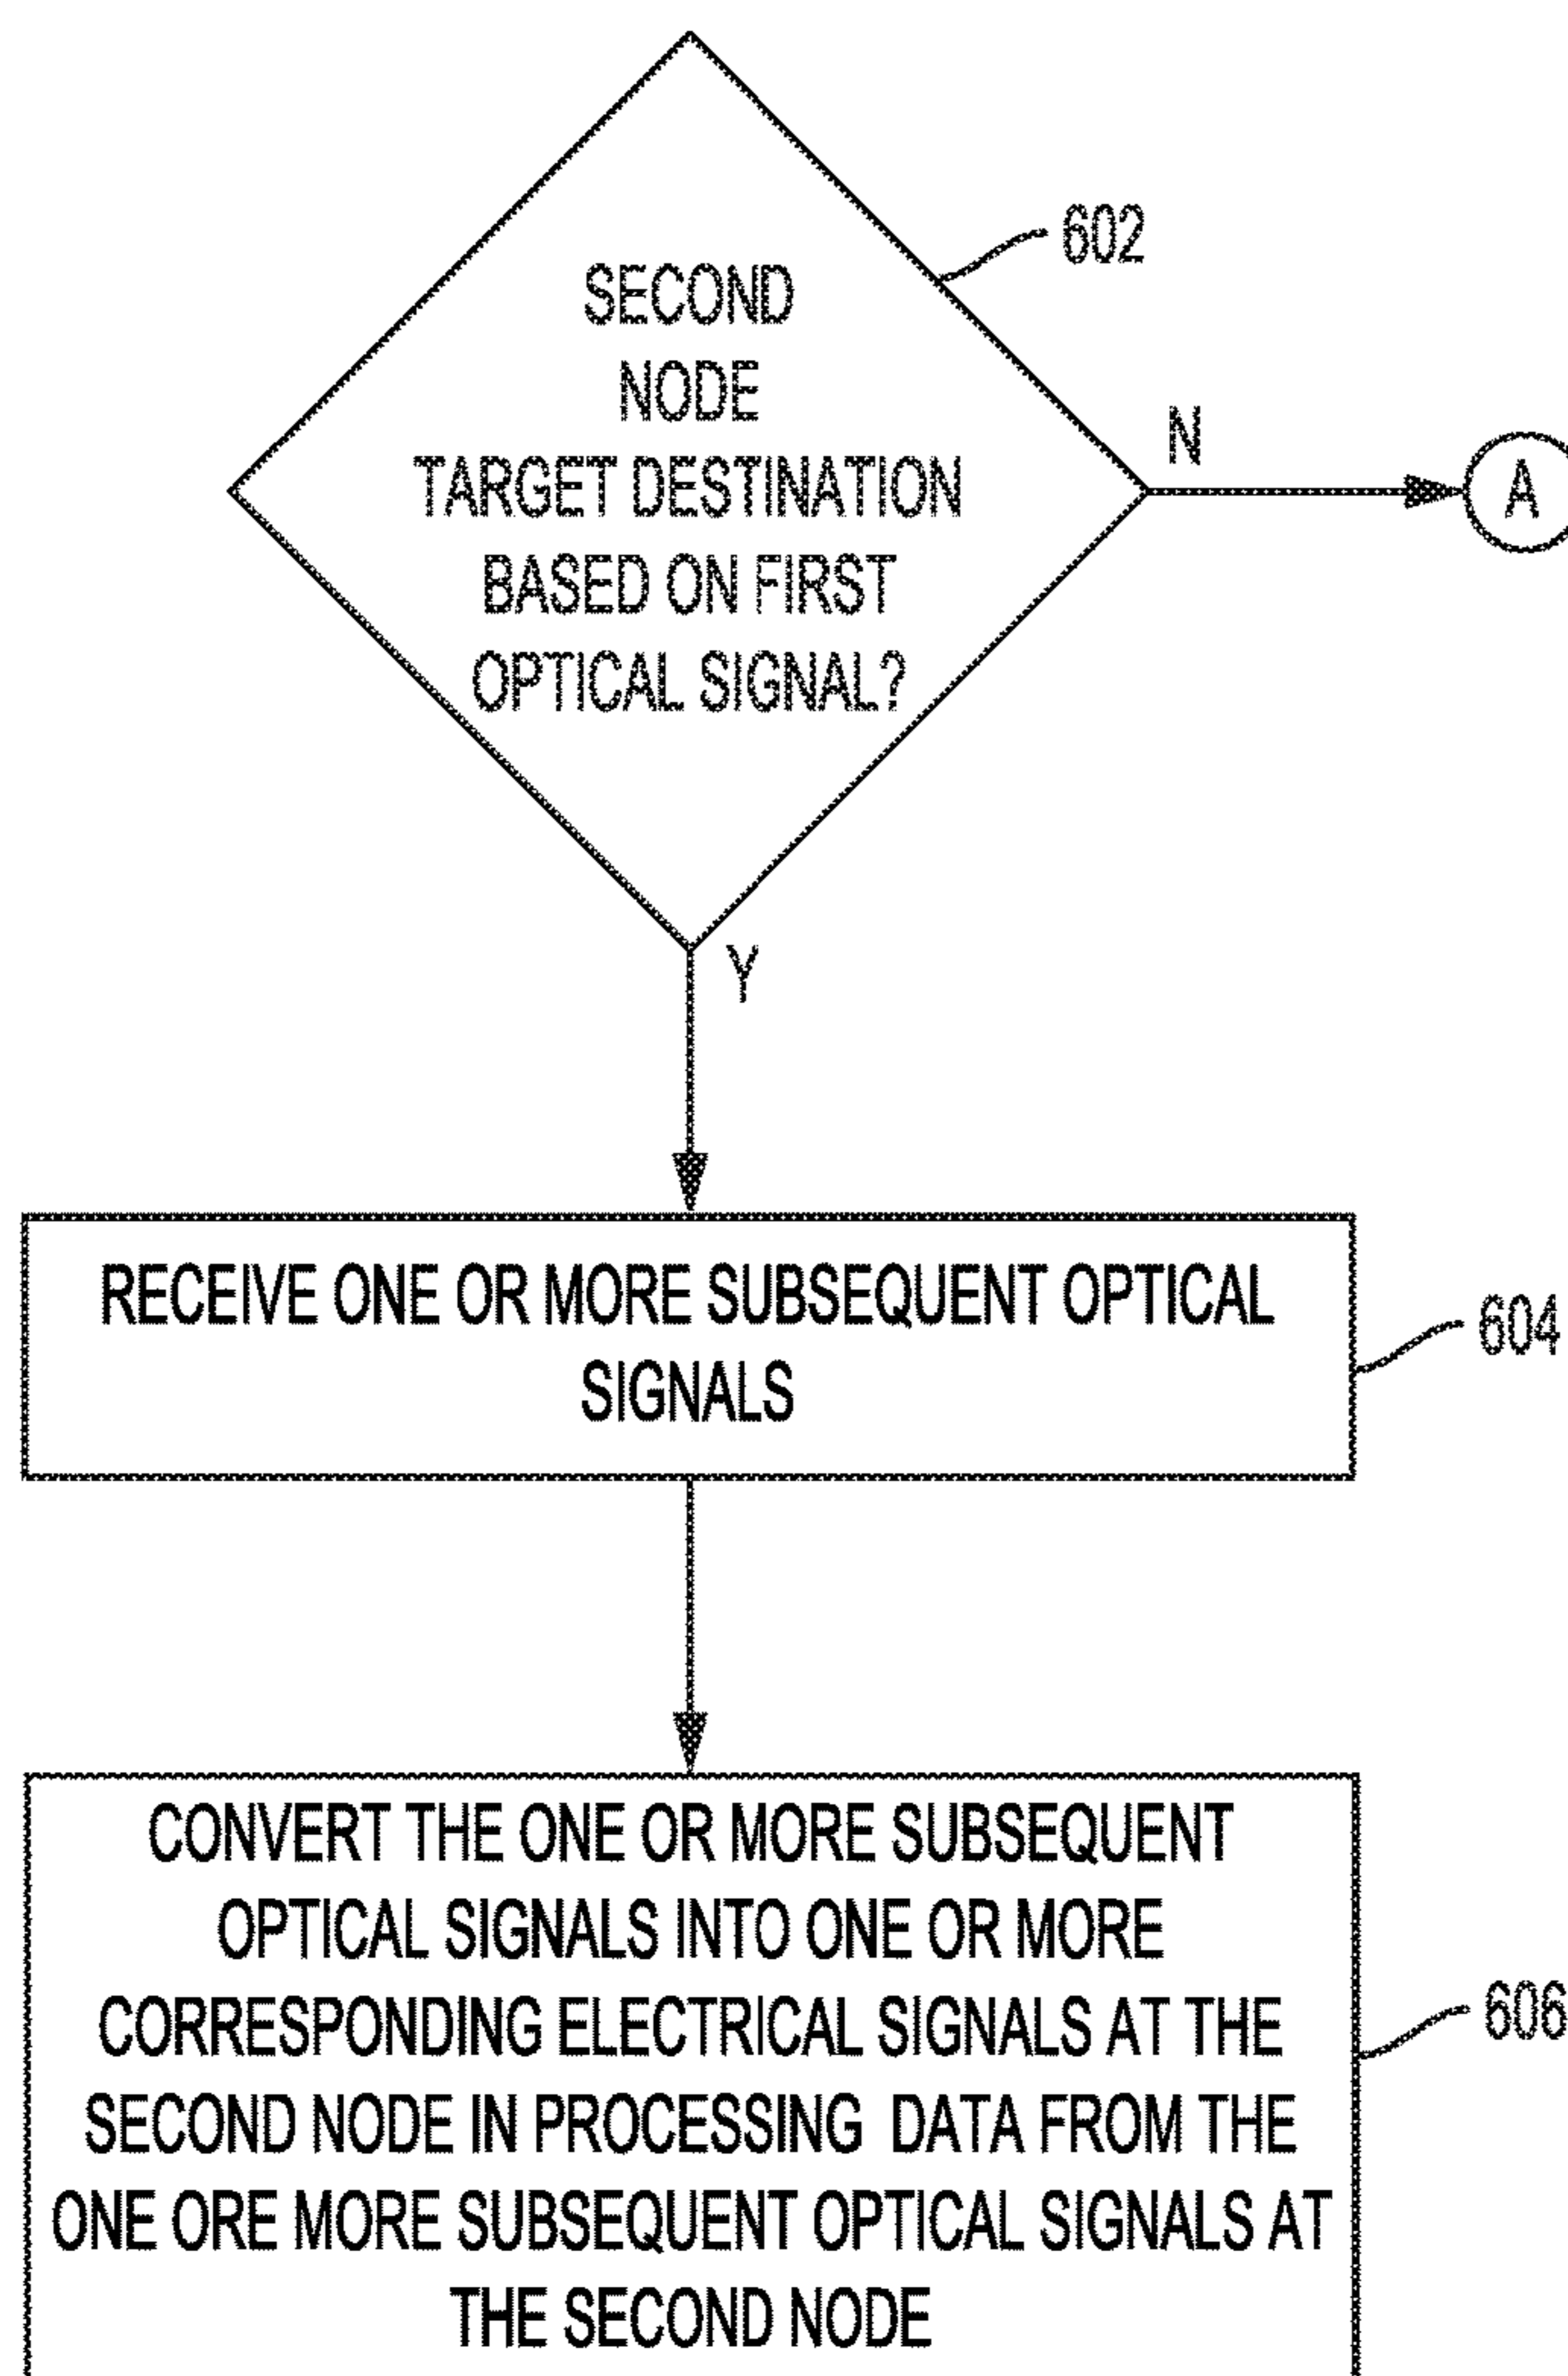 602
SECOND
NODE
TARGET DESTINATION
BASED ON FIRST
OPTICAL SIGNAL?
N
A
Y
RECEIVE ONE OR MORE SUBSEQUENT OPTICAL
SIGNALS
604
CONVERT THE ONE OR MORE SUBSEQUENT
OPTICAL SIGNALS INTO ONE OR MORE
CORRESPONDING ELECTRICAL SIGNALS AT THE
SECOND NODE IN PROCESSING DATA FROM THE
ONE ORE MORE SUBSEQUENT OPTICAL SIGNALS AT
THE SECOND NODE
606